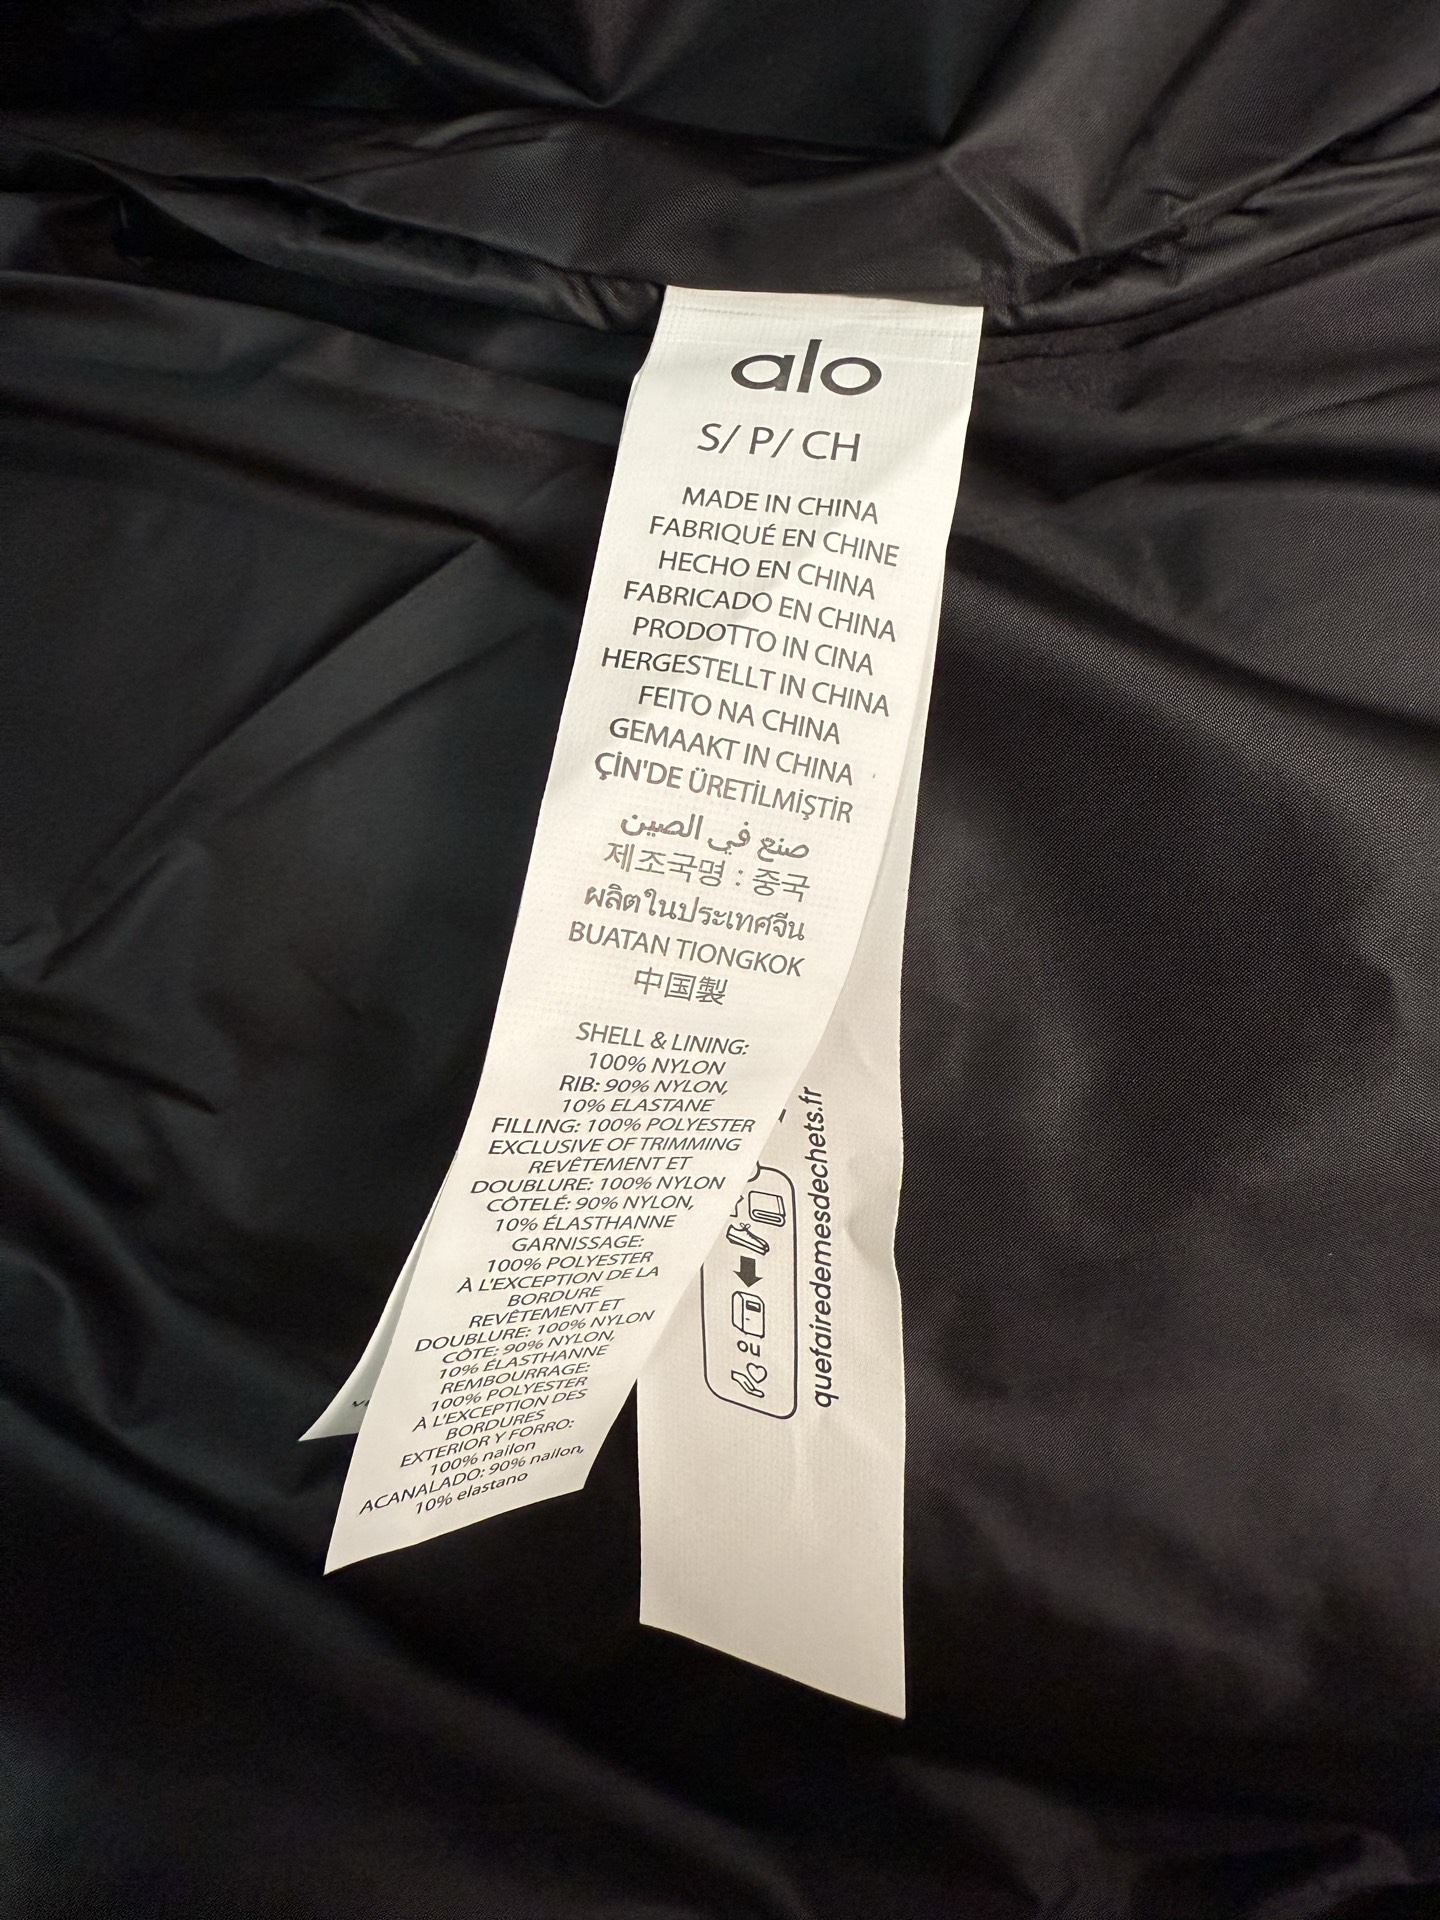 alo
S/ P/ CH
MADE IN CHINA
FABRIQUÉ EN CHINE
HECHO EN CHINA
FABRICADO EN CHINA
PRODOTTO IN CINA
HERGESTELLT IN CHINA
FEITO NA CHINA
GEMAAKT IN CHINA
ÇİN'DE ÜRETİLMİŞTİR
صنع في الصين
제조국명 : 중국
ผลิตในประเทศจีน
BUATAN TIONGKOK
中国製
SHELL & LINING:
100% NYLON
RIB: 90% NYLON,
10% ELASTANE
FILLING: 100% POLYESTER
EXCLUSIVE OF TRIMMING
REVÊTEMENT ET
DOUBLURE: 100% NYLON
CÔTELÉ: 90% NYLON,
10% ÉLASTHANNE
GARNISSAGE:
100% POLYESTER
À L'EXCEPTION DE LA
BORDURE
REVÊTEMENT ET
DOUBLURE: 100% NYLON
CÔTE: 90% NYLON,
10% ÉLASTHANNE
REMBOURRAGE:
100% POLYESTER
À L'EXCEPTION DES
BORDURES
EXTERIOR Y FORRO:
100% nailon
ACANALADO: 90% nailon,
10% elastano
quefairedemesdechets.fr